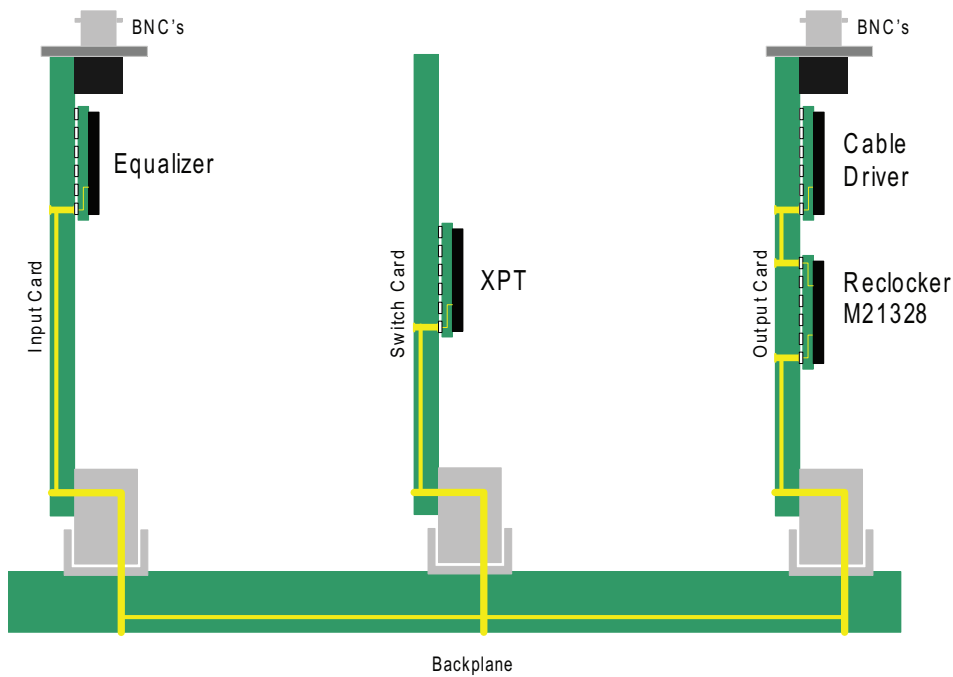 BNC's
BNC's
Equalizer
Cable
Driver
XPT
Reclocker
M21328
Input Card
Switch Card
Output Card
Backplane